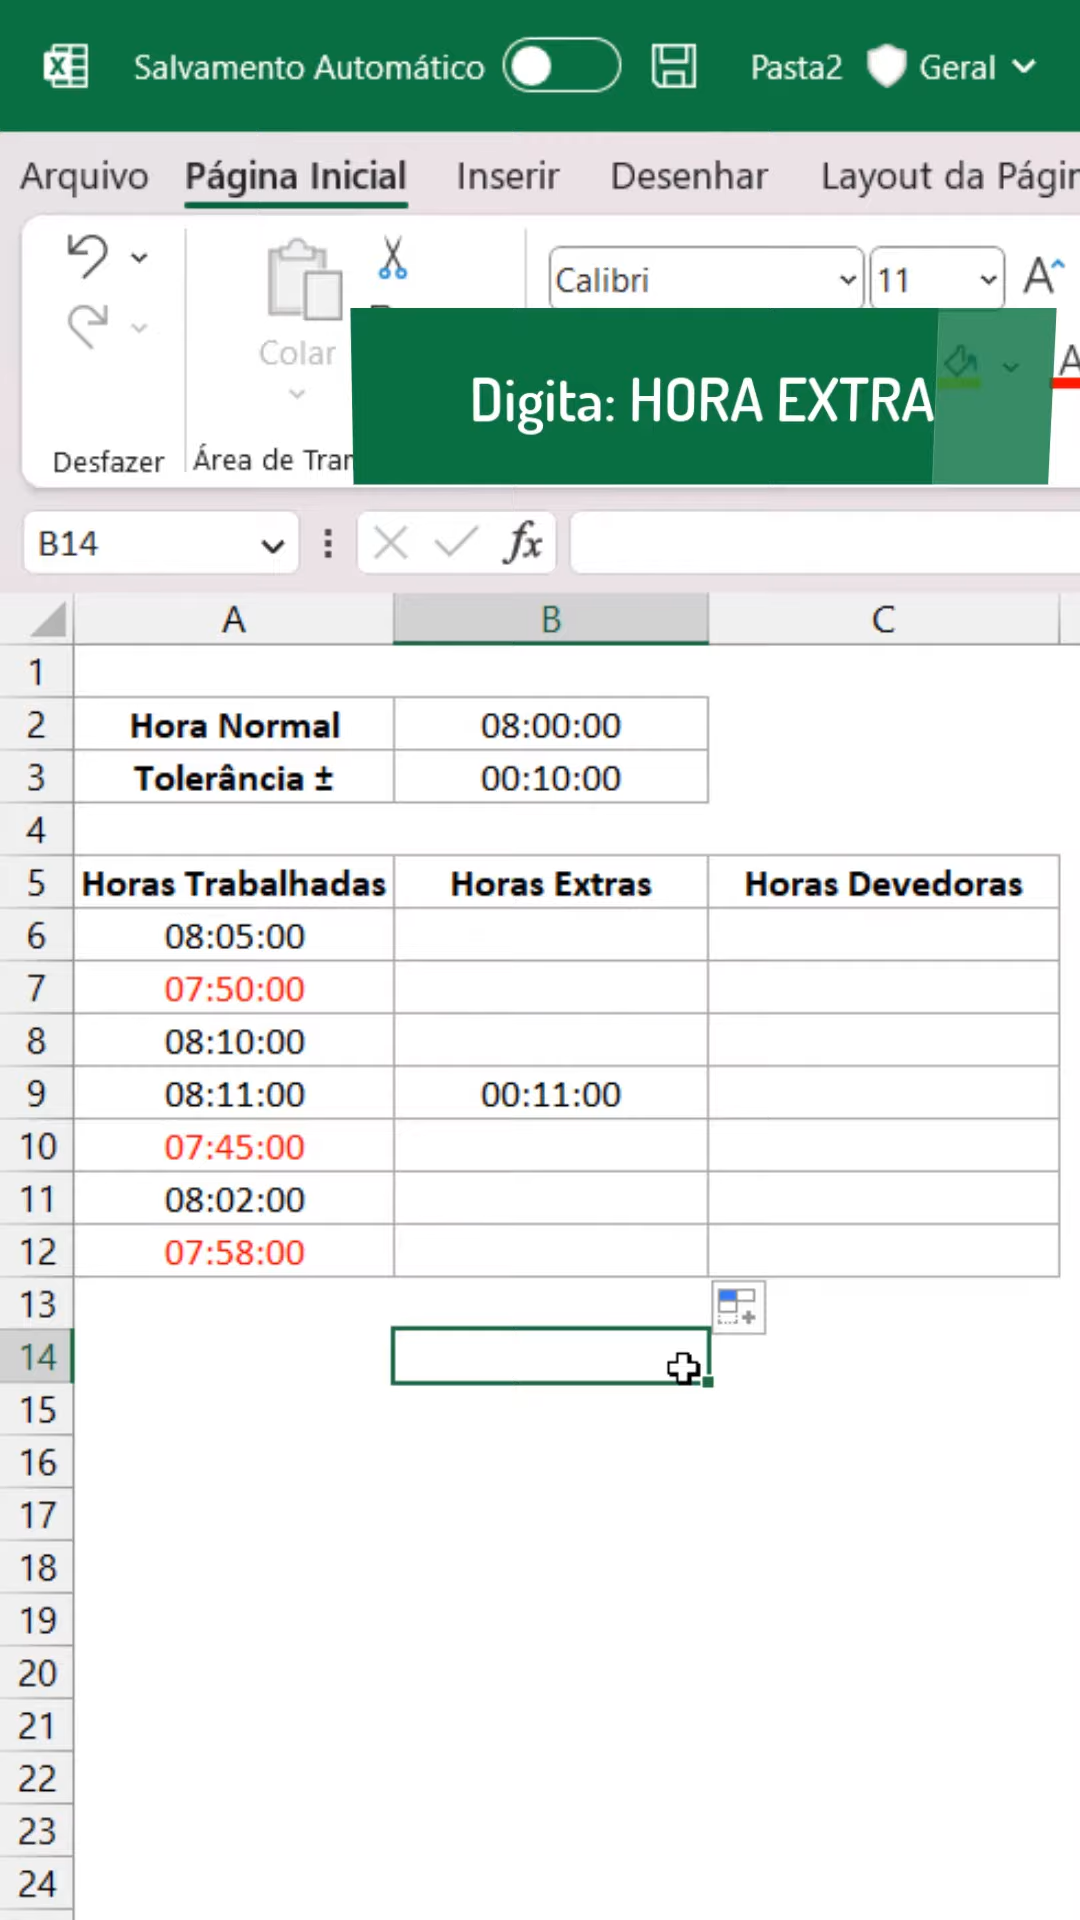 Salvamento Automático Pasta2 Geral
Arquivo Página Inicial Inserir Desenhar Layout da Págin
Calibri 11 A
Colar
Digita: HORA EXTRA
A
Desfazer Área de Tran
B14 fx
A B C
1
2 Hora Normal 08:00:00
3 Tolerância ± 00:10:00
4
5 Horas Trabalhadas Horas Extras Horas Devedoras
6 08:05:00
7 07:50:00
8 08:10:00
9 08:11:00 00:11:00
10 07:45:00
11 08:02:00
12 07:58:00
13
14
15
16
17
18
19
20
21
22
23
24